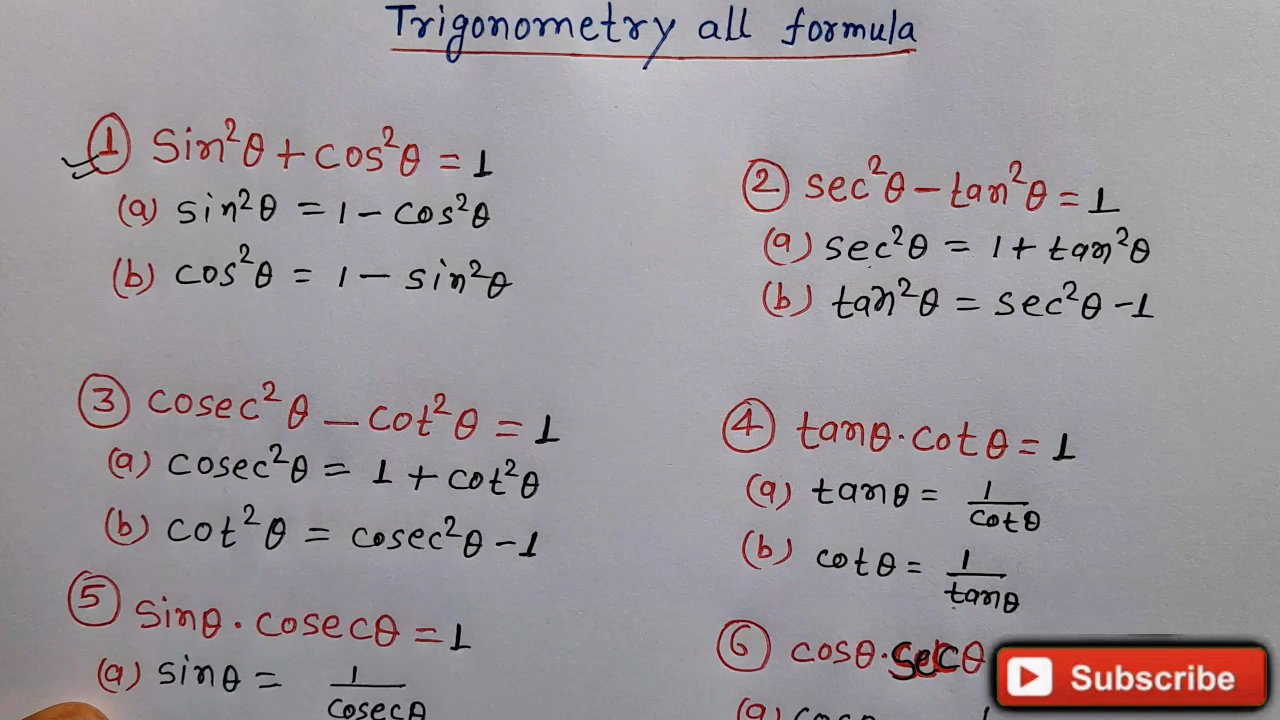 Trigonometry all formula
① Sin²θ + cos²θ = 1
(a) sin²θ = 1 - cos²θ
(b) cos²θ = 1 - sin²θ
② sec²θ - tan²θ = 1
(a) sec²θ = 1 + tan²θ
(b) tan²θ = sec²θ - 1
③ cosec²θ - cot²θ = 1
(a) cosec²θ = 1 + cot²θ
(b) cot²θ = cosec²θ - 1
④ tanθ · cotθ = 1
(a) tanθ = 1/cotθ
(b) cotθ = 1/tanθ
⑤ sinθ · cosecθ = 1
(a) sinθ = 1/cosecθ
⑥ cosθ · secθ
(a) cosθ 1
Subscribe